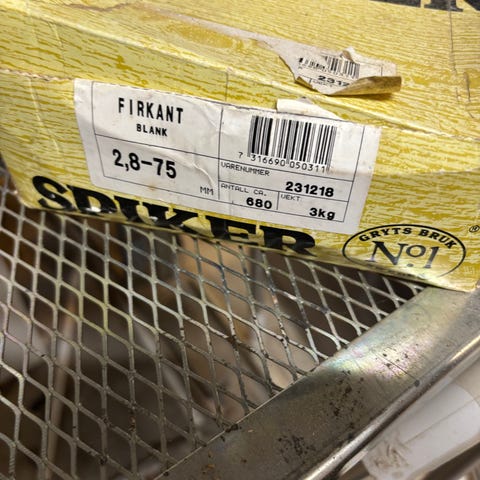 2312
FIRKANT
BLANK
7 316690 050311
2,8-75
MM
VARENUMMER
231218
ANTALL CA.
680
VEKT.
3kg
SPIKER
GRYTS BRUK
No1
®